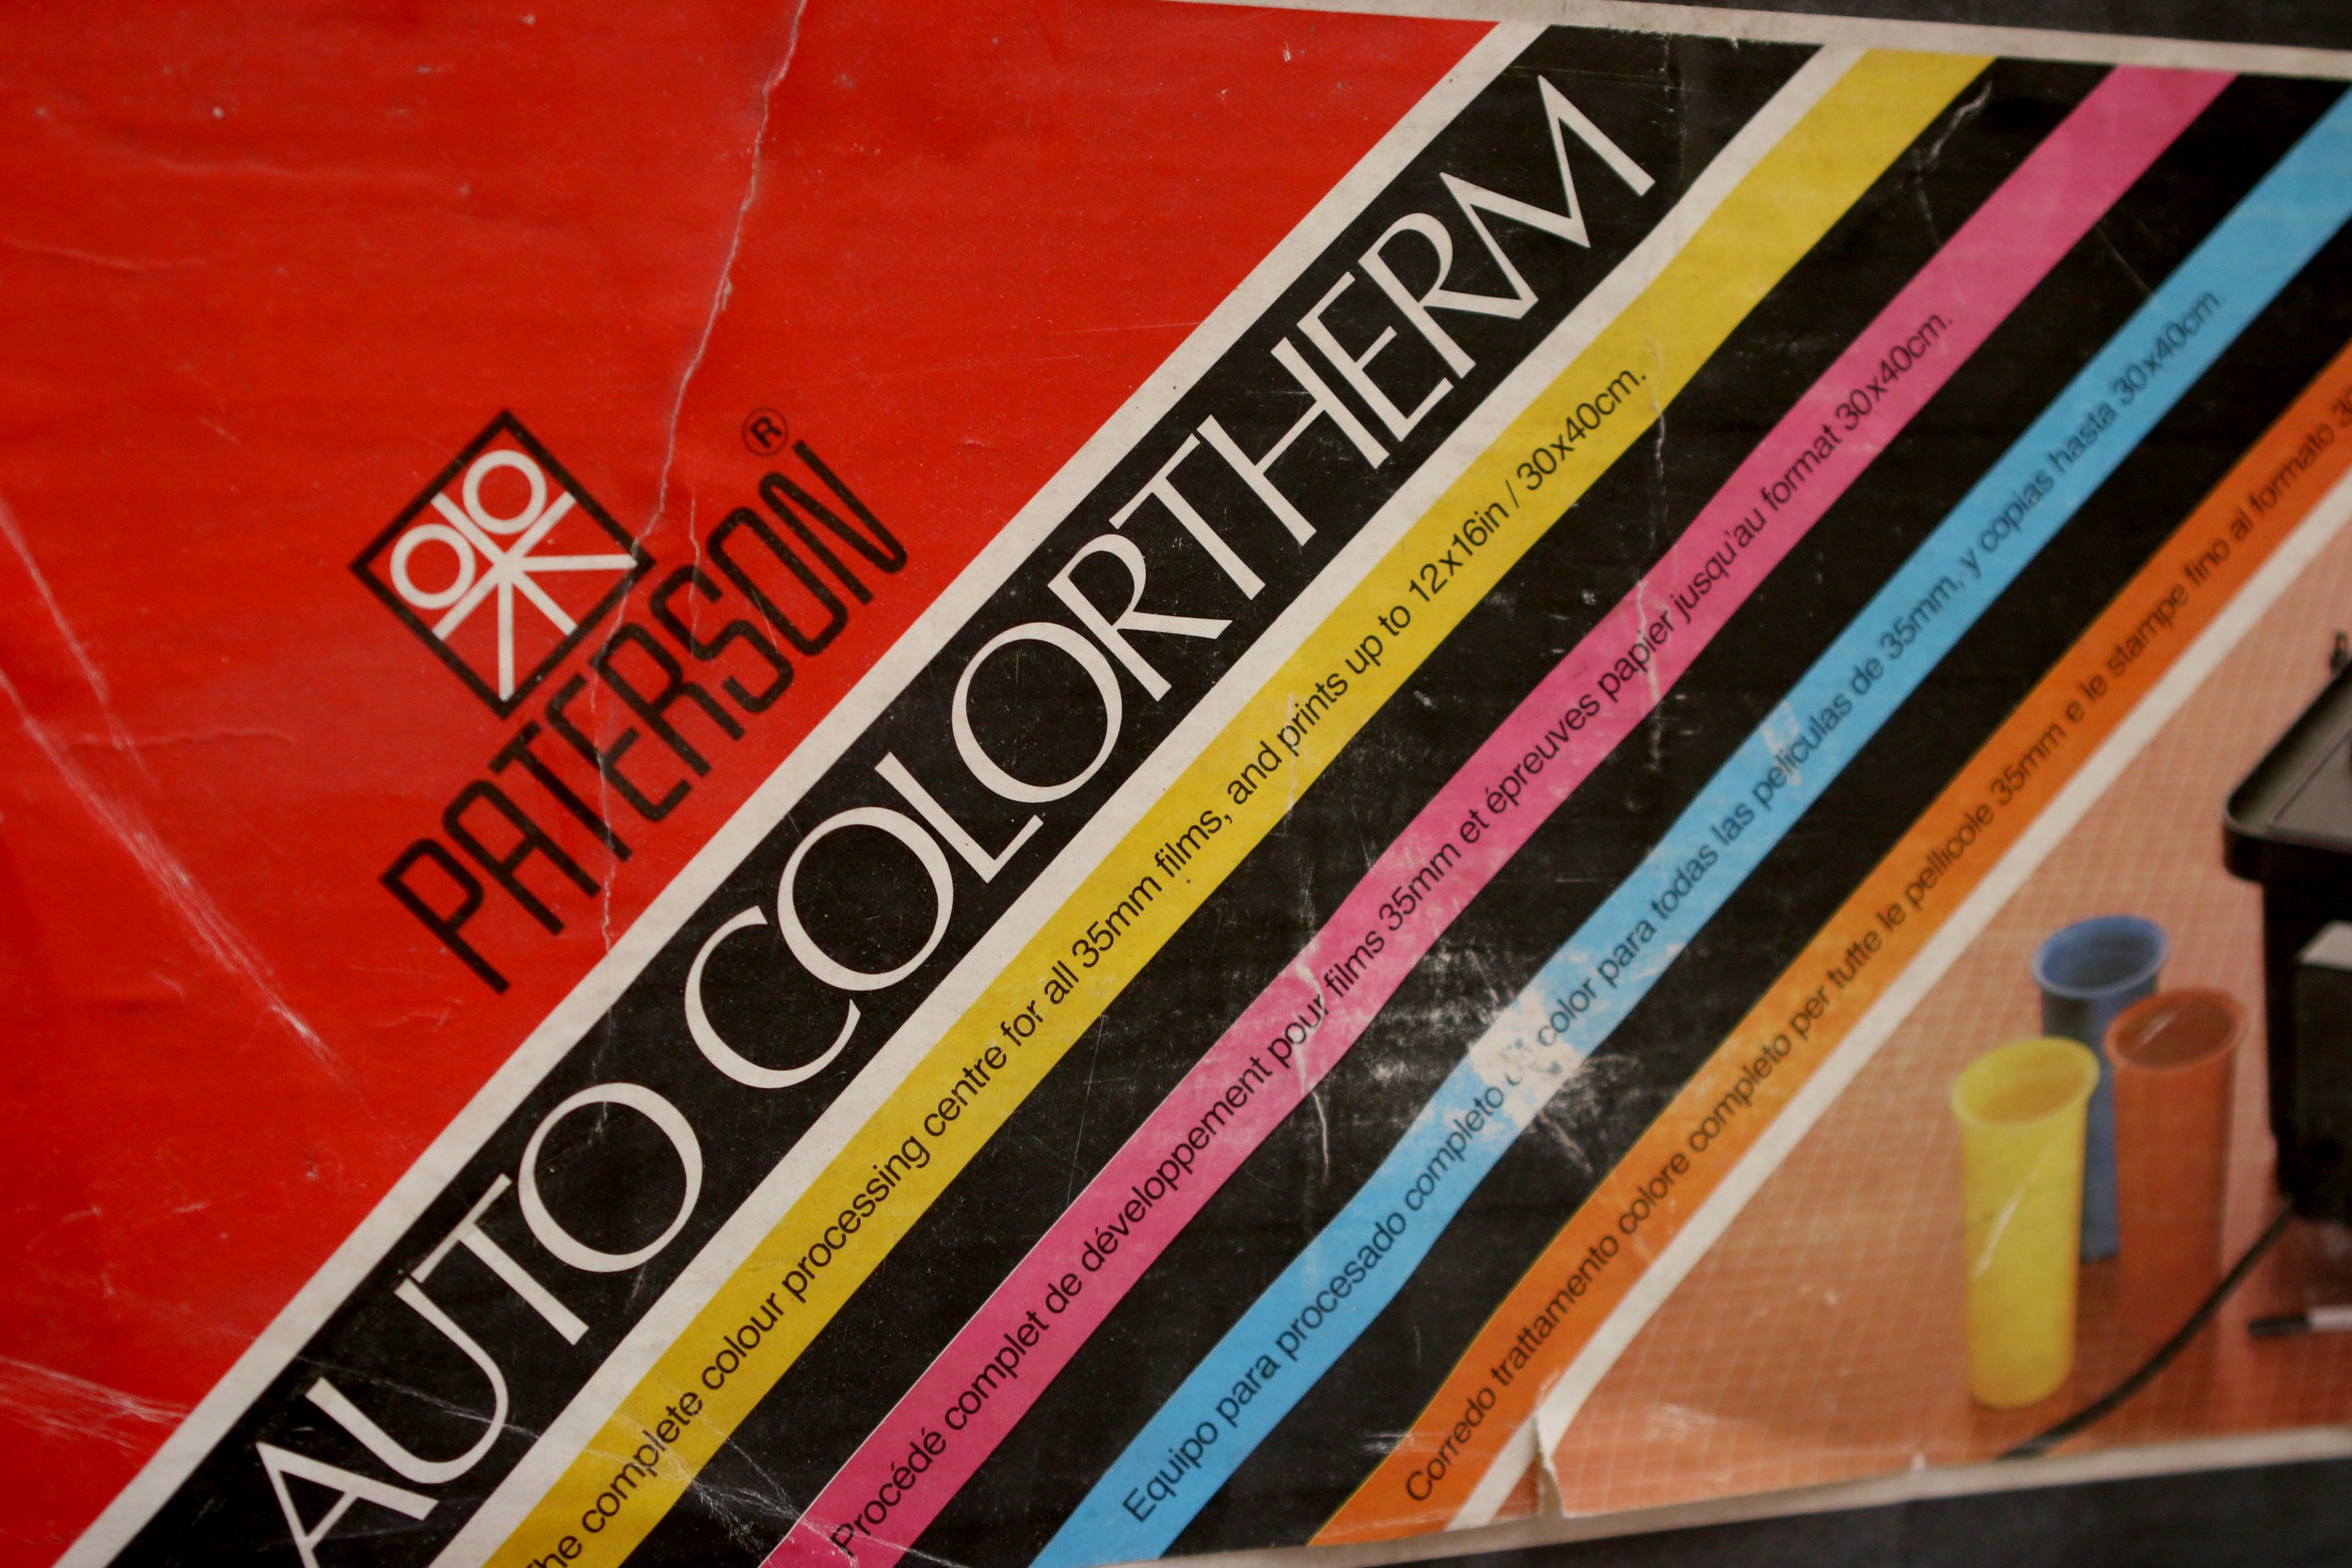 PATERSON®
AUTO COLORTHERM
The complete colour processing centre for all 35mm films, and prints up to 12x16in / 30x40cm.
Procédé complet de développement pour films 35mm et épreuves papier jusqu'au format 30x40cm.
Equipo para procesado completo color para todas las peliculas de 35mm, y copias hasta 30x40cm.
Corredo trattamento colore completo per tutte le pellicole 35mm e le stampe fino al formato